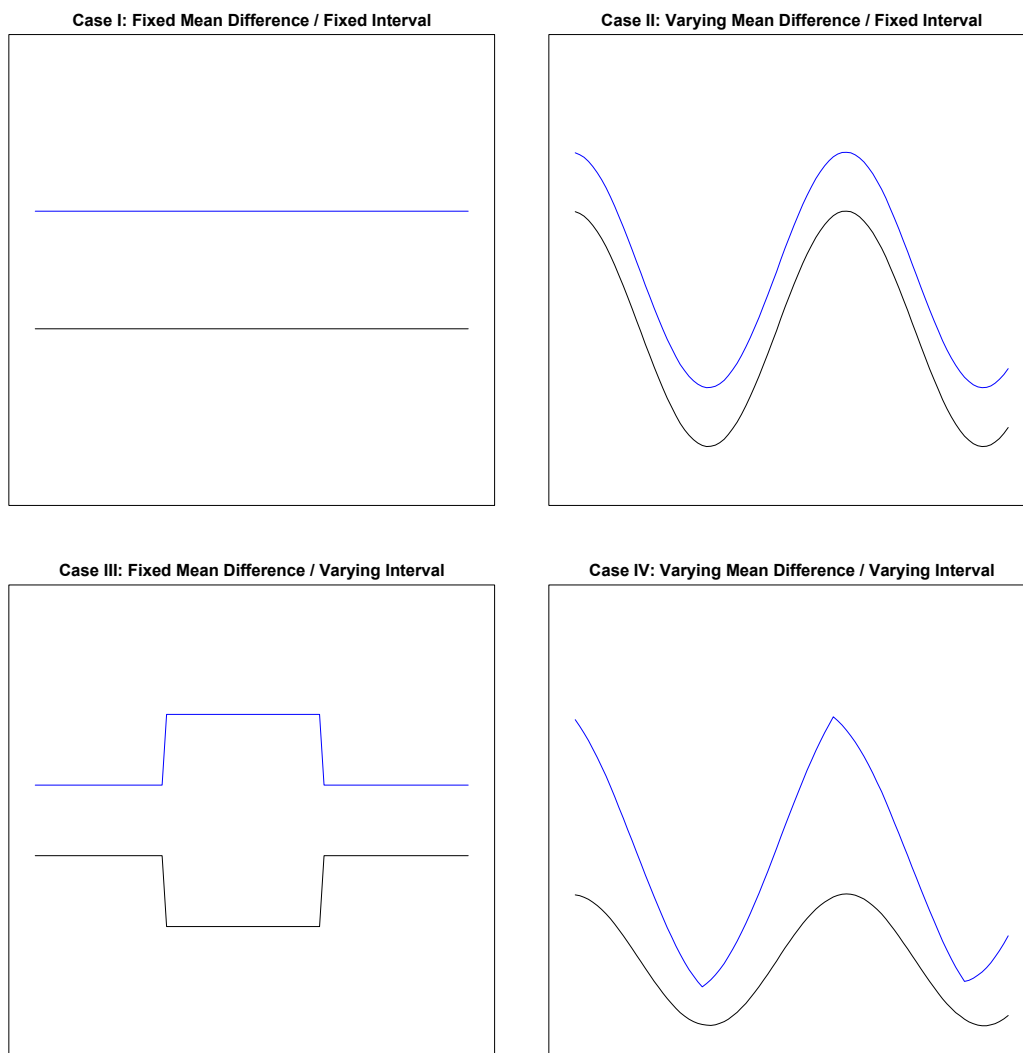 Case I: Fixed Mean Difference / Fixed Interval
Case II: Varying Mean Difference / Fixed Interval
Case III: Fixed Mean Difference / Varying Interval
Case IV: Varying Mean Difference / Varying Interval